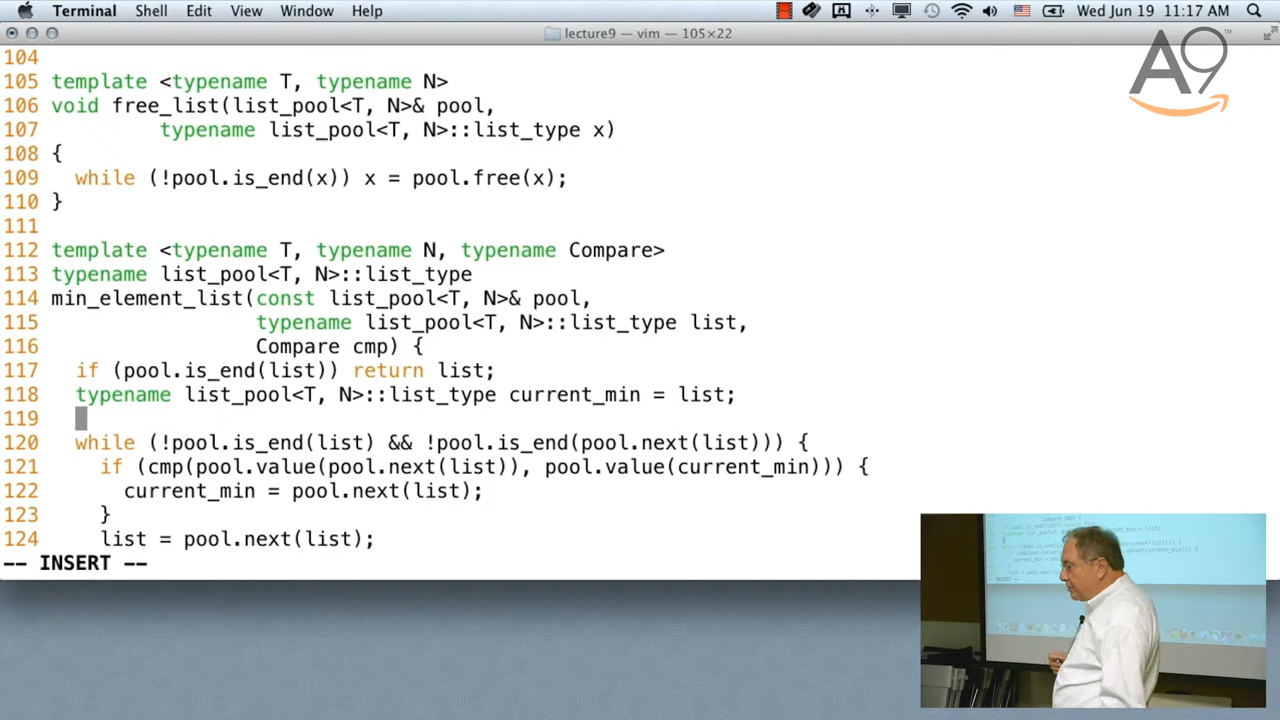 Terminal Shell Edit View Window Help Wed Jun 19 11:17 AM
lecture9 — vim — 105×22
A9™
104
105 template <typename T, typename N>
106 void free_list(list_pool<T, N>& pool,
107          typename list_pool<T, N>::list_type x)
108 {
109   while (!pool.is_end(x)) x = pool.free(x);
110 }
111
112 template <typename T, typename N, typename Compare>
113 typename list_pool<T, N>::list_type
114 min_element_list(const list_pool<T, N>& pool,
115                  typename list_pool<T, N>::list_type list,
116                  Compare cmp) {
117   if (pool.is_end(list)) return list;
118   typename list_pool<T, N>::list_type current_min = list;
119
120   while (!pool.is_end(list) && !pool.is_end(pool.next(list))) {
121     if (cmp(pool.value(pool.next(list)), pool.value(current_min))) {
122       current_min = pool.next(list);
123     }
124     list = pool.next(list);
-- INSERT --